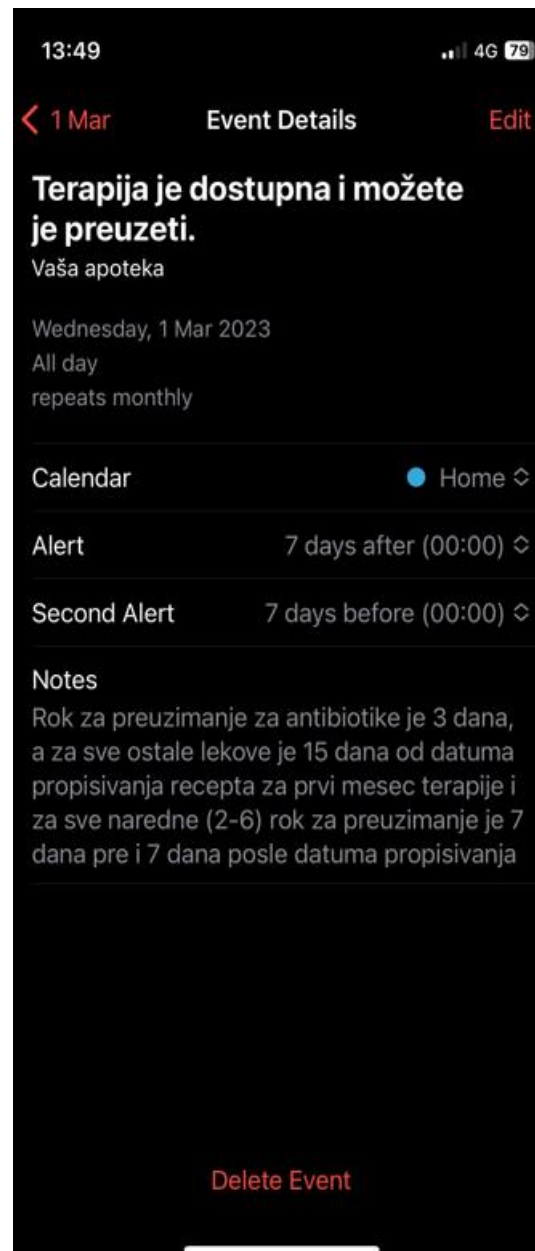 13:49 4G 79
1 Mar Event Details Edit
Terapija je dostupna i možete
je preuzeti.
Vaša apoteka
Wednesday, 1 Mar 2023
All day
repeats monthly
Calendar Home
Alert 7 days after (00:00)
Second Alert 7 days before (00:00)
Notes
Rok za preuzimanje za antibiotike je 3 dana,
a za sve ostale lekove je 15 dana od datuma
propisivanja recepta za prvi mesec terapije i
za sve naredne (2-6) rok za preuzimanje je 7
dana pre i 7 dana posle datuma propisivanja
Delete Event